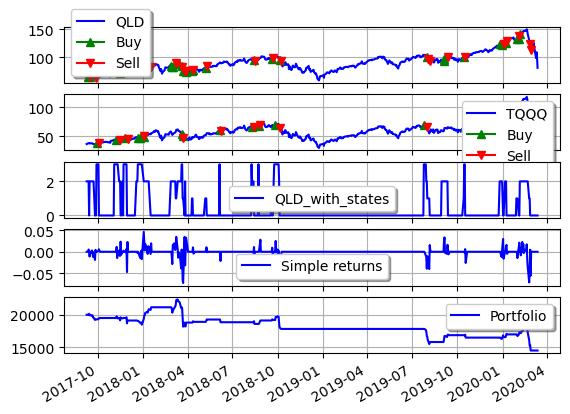 150
100
QLD
Buy
Sell
100
50
TQQQ
Buy
Sell
2
0
QLD_with_states
0.05
0.00
−0.05
Simple returns
20000
15000
Portfolio
2017-10
2018-01
2018-04
2018-07
2018-10
2019-01
2019-04
2019-07
2019-10
2020-01
2020-04